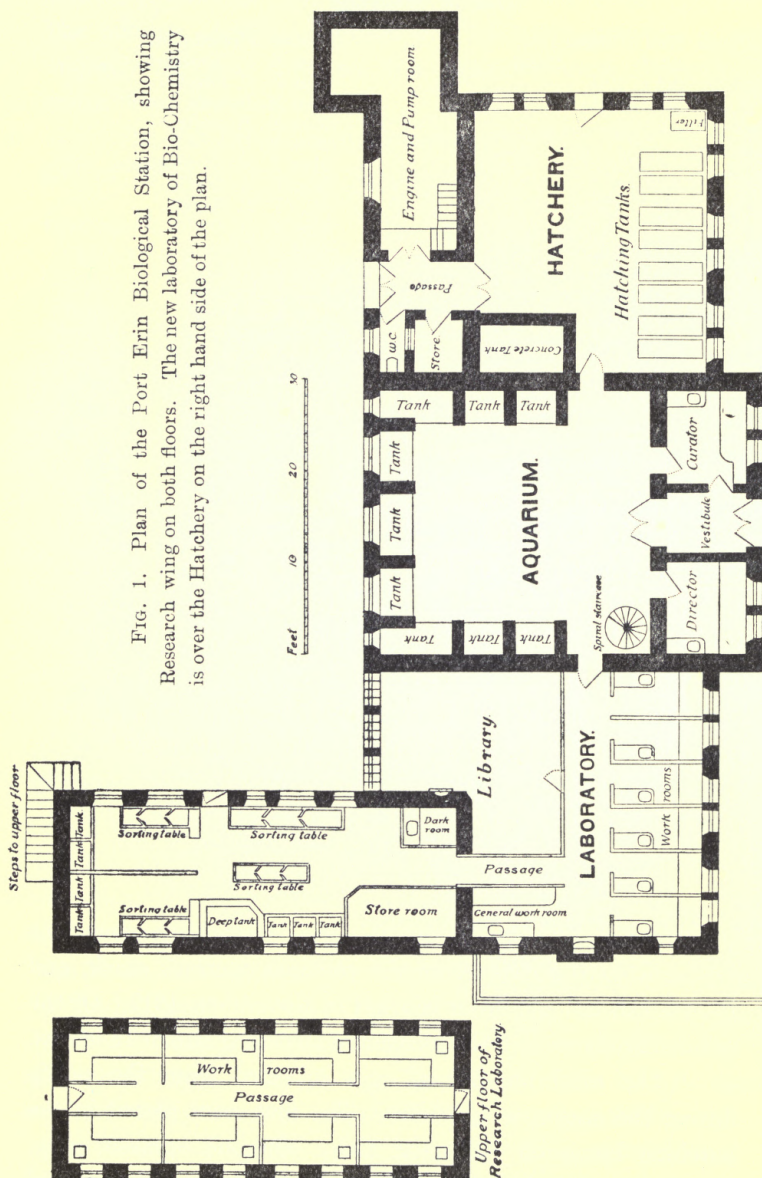 FIG. 1. Plan of the Port Erin Biological Station, showing
Research wing on both floors. The new laboratory of Bio-Chemistry
is over the Hatchery on the right hand side of the plan.
Feet 10 20 30
Steps to upper floor
Tank
Tank
Tank
Tank
Sorting table
Sorting table
Sorting table
Sorting table
Deep tank
Tank
Tank
Tank
Store room
Dark
room
Work rooms
Passage
Upper floor of
Research Laboratory
Library
Passage
General work room
LABORATORY.
Work rooms
Tank
Tank
Tank
Tank
Tank
Tank
Tank
Tank
Tank
AQUARIUM.
Spiral staircase
Director
Vestibule
Curator
WC
Store
Passage
Engine and Pump room
Concrete Tank
HATCHERY.
Hatching Tanks.
Filter